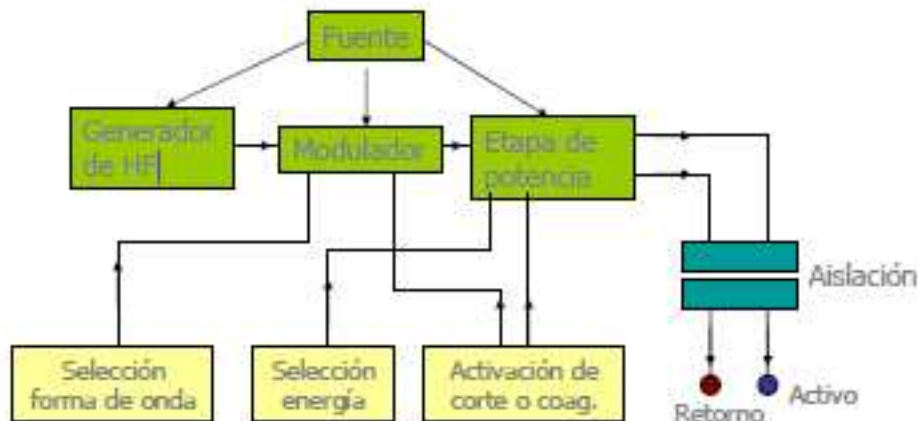 Fuente
Generador
de HF
Modulador
Etapa de
potencia
Aislación
Selección
forma de onda
Selección
energía
Activación de
corte o coag.
Retorno
Activo